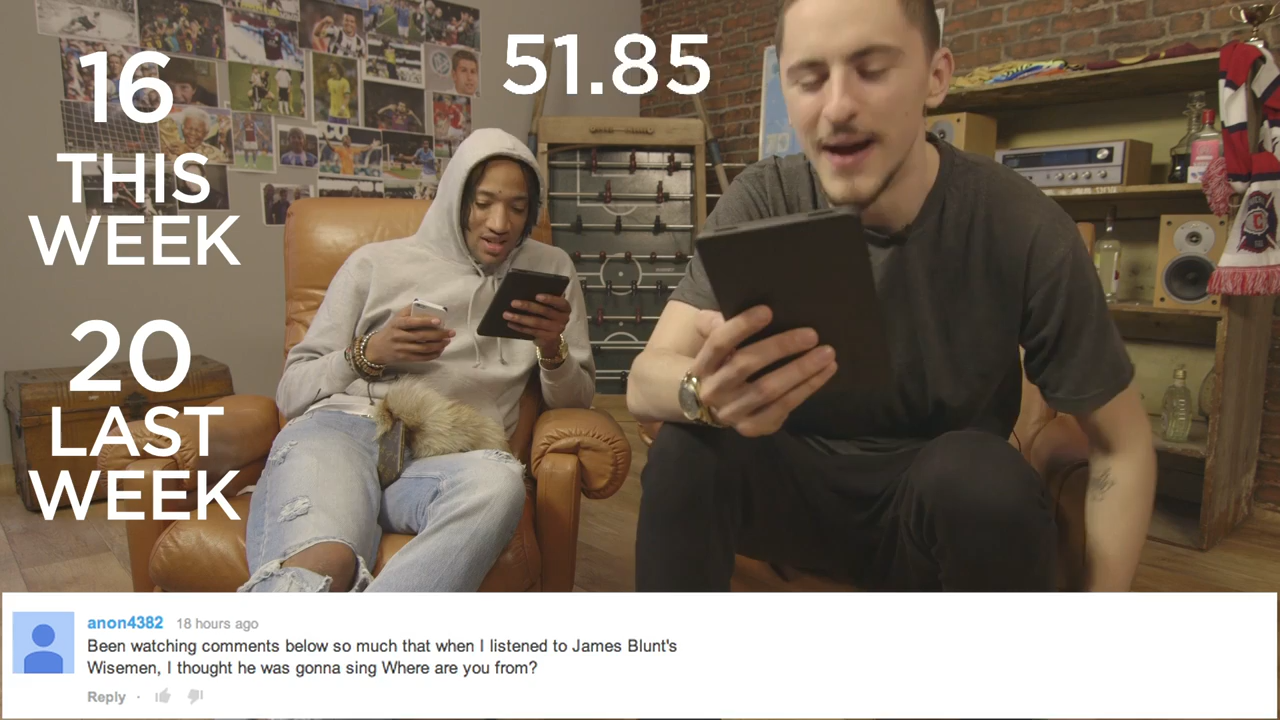 16
THIS
WEEK
20
LAST
WEEK
51.85
anon4382 18 hours ago
Been watching comments below so much that when I listened to James Blunt's
Wisemen, I thought he was gonna sing Where are you from?
Reply ·